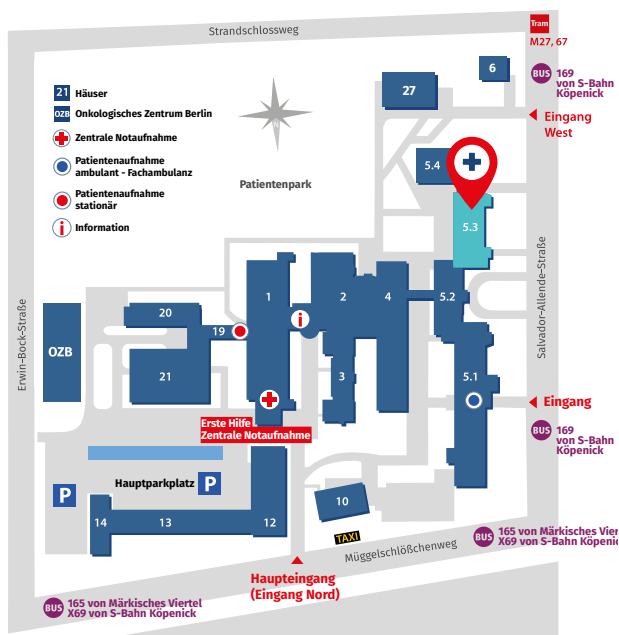 Strandschlossweg
Tram
M27, 67
BUS 169
von S-Bahn
Köpenick
6
27
Eingang
West
21 Häuser
OZB Onkologisches Zentrum Berlin
Zentrale Notaufnahme
Patientenaufnahme
ambulant - Fachambulanz
Patientenaufnahme
stationär
i Information
N
Patientenpark
5.4
5.3
Salvador-Allende-Straße
Erwin-Bock-Straße
1
i
2
4
5.2
20
19
OZB
21
3
5.1
Eingang
Erste Hilfe
Zentrale Notaufnahme
BUS 169
von S-Bahn
Köpenick
P
Hauptparkplatz P
10
14
13
12
TAXI
Müggelschlößchenweg
BUS 165 von Märkisches Vier
X69 von S-Bahn Köpenic
Haupteingang
(Eingang Nord)
BUS 165 von Märkisches Viertel
X69 von S-Bahn Köpenick